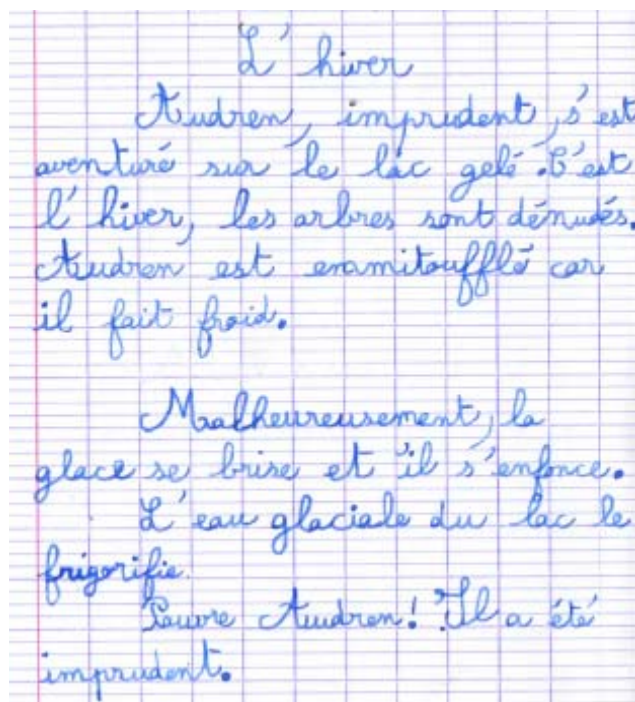 L'hiver
Audren, imprudent, s'est
aventuré sur le lac gelé. C'est
l'hiver, les arbres sont dénudés.
Audren est enmitoufflé car
il fait froid.
Malheureusement, la
glace se brise et il s'enfonce.
L'eau glaciale du lac le
frigorifie.
Pauvre Audren! Il a été
imprudent.